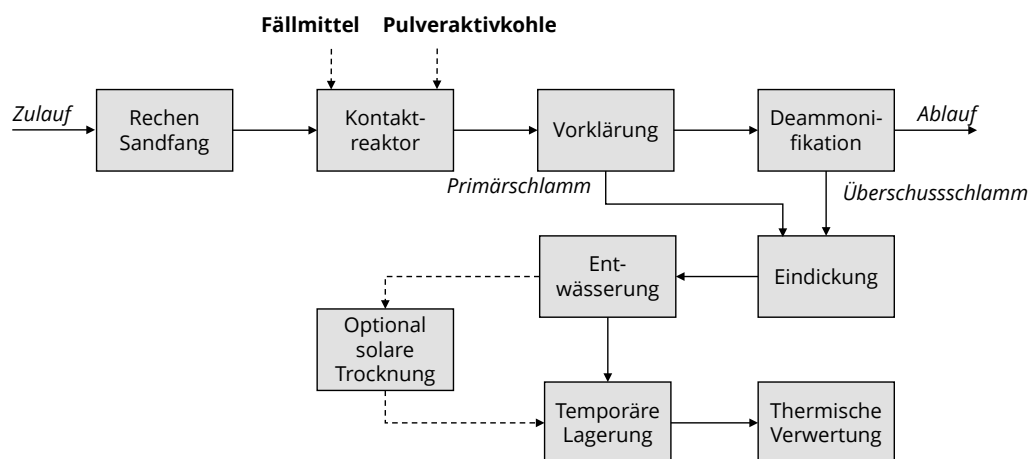 Fällmittel
Pulveraktivkohle
Zulauf
Rechen
Sandfang
Kontakt-
reaktor
Vorklärung
Deammoni-
fikation
Ablauf
Primärschlamm
Überschussschlamm
Ent-
wässerung
Eindickung
Optional
solare
Trocknung
Temporäre
Lagerung
Thermische
Verwertung